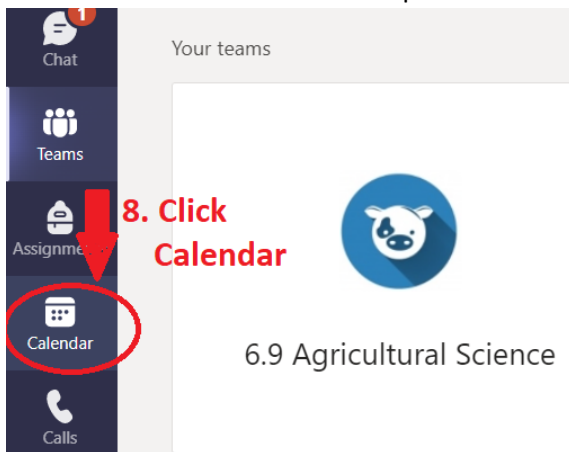 1
Chat
Your teams
Teams
8. Click
Calendar
Assignme
Calendar
6.9 Agricultural Science
Calls